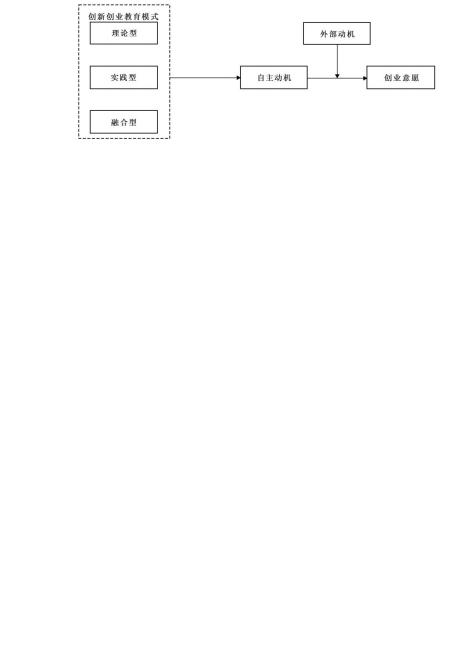 创新创业教育模式
理论型
外部动机
实践型
自主动机
创业意愿
融合型